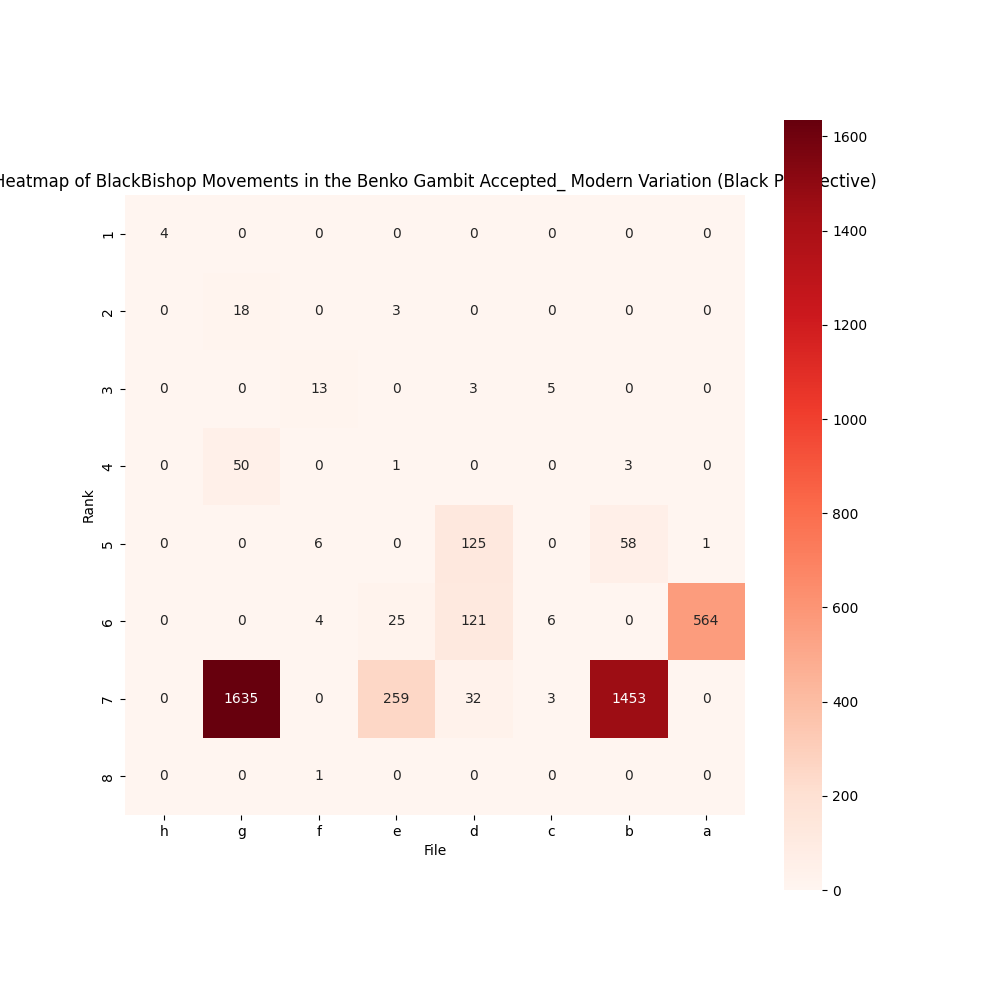 Heatmap of BlackBishop Movements in the Benko Gambit Accepted_ Modern Variation (Black P ective)
Rank
1 4 0 0 0 0 0 0 0
2 0 18 0 3 0 0 0 0
3 0 0 13 0 3 5 0 0
4 0 50 0 1 0 0 3 0
5 0 0 6 0 125 0 58 1
6 0 0 4 25 121 6 0 564
7 0 1635 0 259 32 3 1453 0
8 0 0 1 0 0 0 0 0
h g f e d c b a
File
1600
1400
1200
1000
800
600
400
200
0